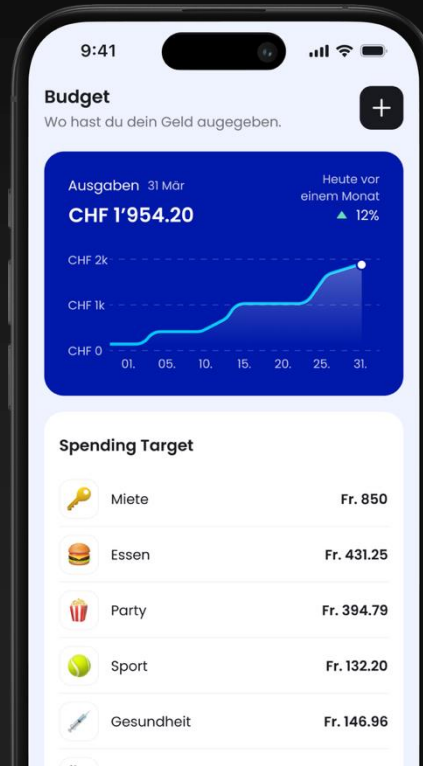 9:41
Budget
Wo hast du dein Geld augegeben.
Ausgaben 31 Mär
CHF 1'954.20
Heute vor
einem Monat
12%
CHF 2k
CHF 1k
CHF 0
01. 05. 10. 15. 20. 25. 31.
Spending Target
Miete Fr. 850
Essen Fr. 431.25
Party Fr. 394.79
Sport Fr. 132.20
Gesundheit Fr. 146.96